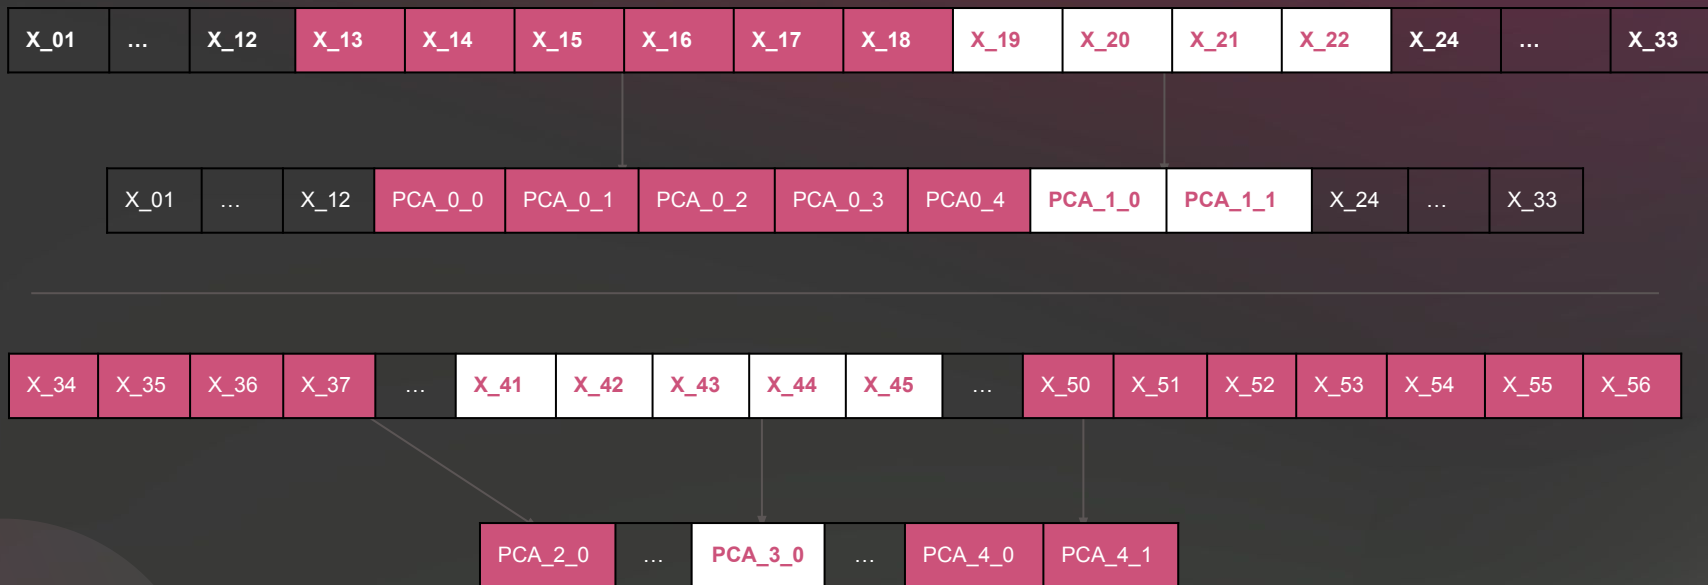 X_01 … X_12 X_13 X_14 X_15 X_16 X_17 X_18 X_19 X_20 X_21 X_22 X_24 … X_33
X_01 … X_12 PCA_0_0 PCA_0_1 PCA_0_2 PCA_0_3 PCA0_4 PCA_1_0 PCA_1_1 X_24 … X_33
X_34 X_35 X_36 X_37 … X_41 X_42 X_43 X_44 X_45 … X_50 X_51 X_52 X_53 X_54 X_55 X_56
PCA_2_0 … PCA_3_0 … PCA_4_0 PCA_4_1